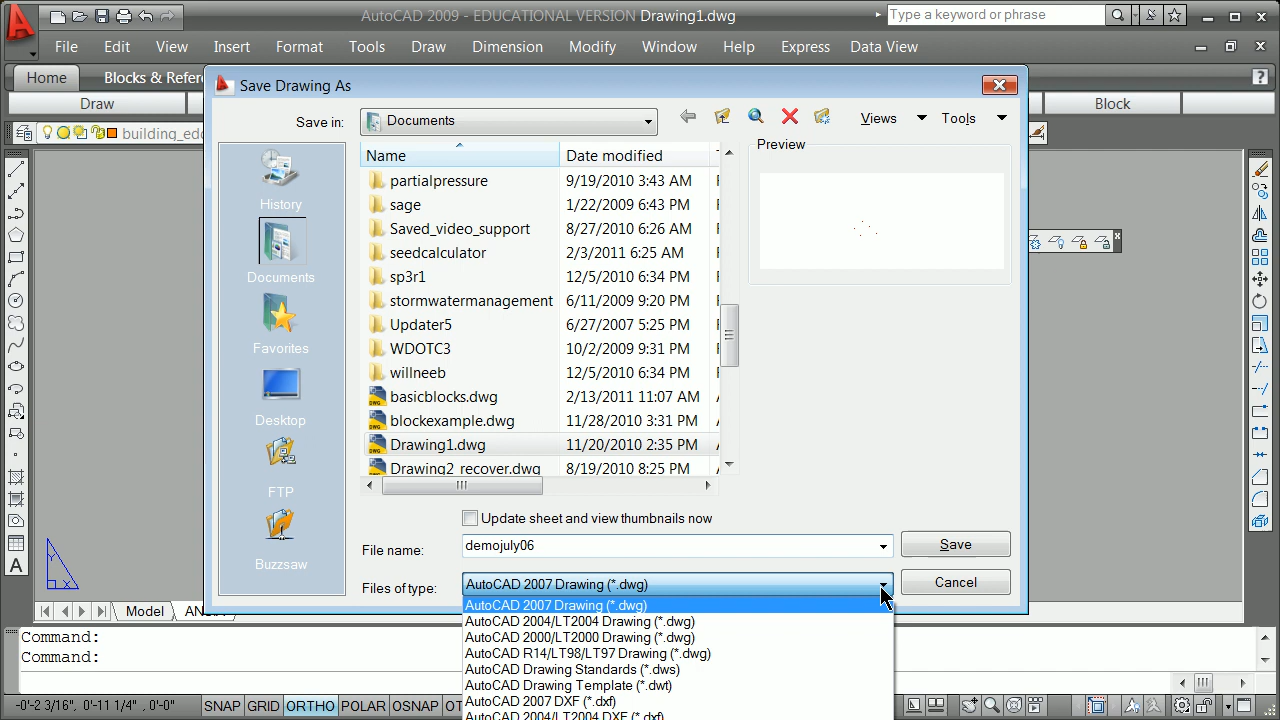 AutoCAD 2009 - EDUCATIONAL VERSION Drawing1.dwg
Type a keyword or phrase
File Edit View Insert Format Tools Draw Dimension Modify Window Help Express Data View
Home Blocks & Refer
Draw Block
building_edg
Save Drawing As
Save in: Documents Views Tools
Name Date modified Preview
partialpressure 9/19/2010 3:43 AM
sage 1/22/2009 6:43 PM
Saved_video_support 8/27/2010 6:26 AM
seedcalculator 2/3/2011 6:25 AM
sp3r1 12/5/2010 6:34 PM
stormwatermanagement 6/11/2009 9:20 PM
Updater5 6/27/2007 5:25 PM
WDOTC3 10/2/2009 9:31 PM
willneeb 12/5/2010 6:34 PM
basicblocks.dwg 2/13/2011 11:07 AM
blockexample.dwg 11/28/2010 3:31 PM
Drawing1.dwg 11/20/2010 2:35 PM
Drawing2_recover.dwg 8/19/2010 8:25 PM
History
Documents
Favorites
Desktop
FTP
Buzzsaw
Update sheet and view thumbnails now
File name: demojuly06 Save
Files of type: AutoCAD 2007 Drawing (*.dwg) Cancel
AutoCAD 2007 Drawing (*.dwg)
AutoCAD 2004/LT2004 Drawing (*.dwg)
AutoCAD 2000/LT2000 Drawing (*.dwg)
AutoCAD R14/LT98/LT97 Drawing (*.dwg)
AutoCAD Drawing Standards (*.dws)
AutoCAD Drawing Template (*.dwt)
AutoCAD 2007 DXF (*.dxf)
AutoCAD 2004/LT2004 DXF (*.dxf)
Y
X
A
Model
Command:
Command:
-0'-2 3/16", 0'-11 1/4" , 0'-0" SNAP GRID ORTHO POLAR OSNAP OT